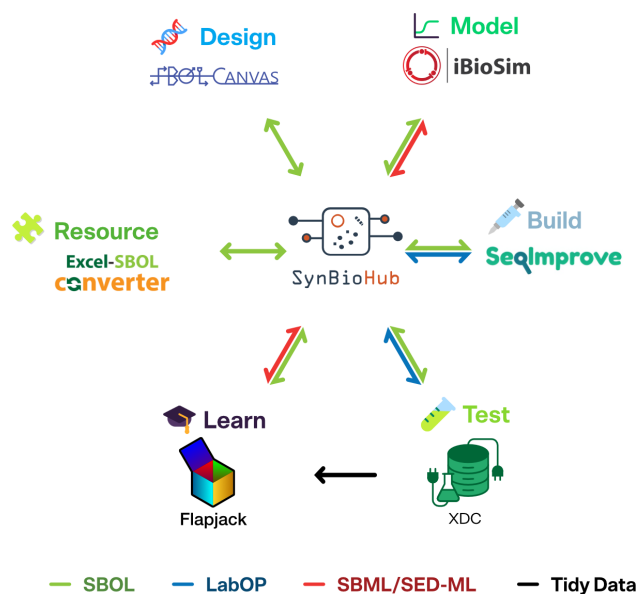 Design
SBOL CANVAS
Model
iBioSim
Resource
Excel-SBOL
converter
SynBioHub
Build
SeqImprove
Learn
Flapjack
Test
XDC
SBOL
LabOP
SBML/SED-ML
Tidy Data